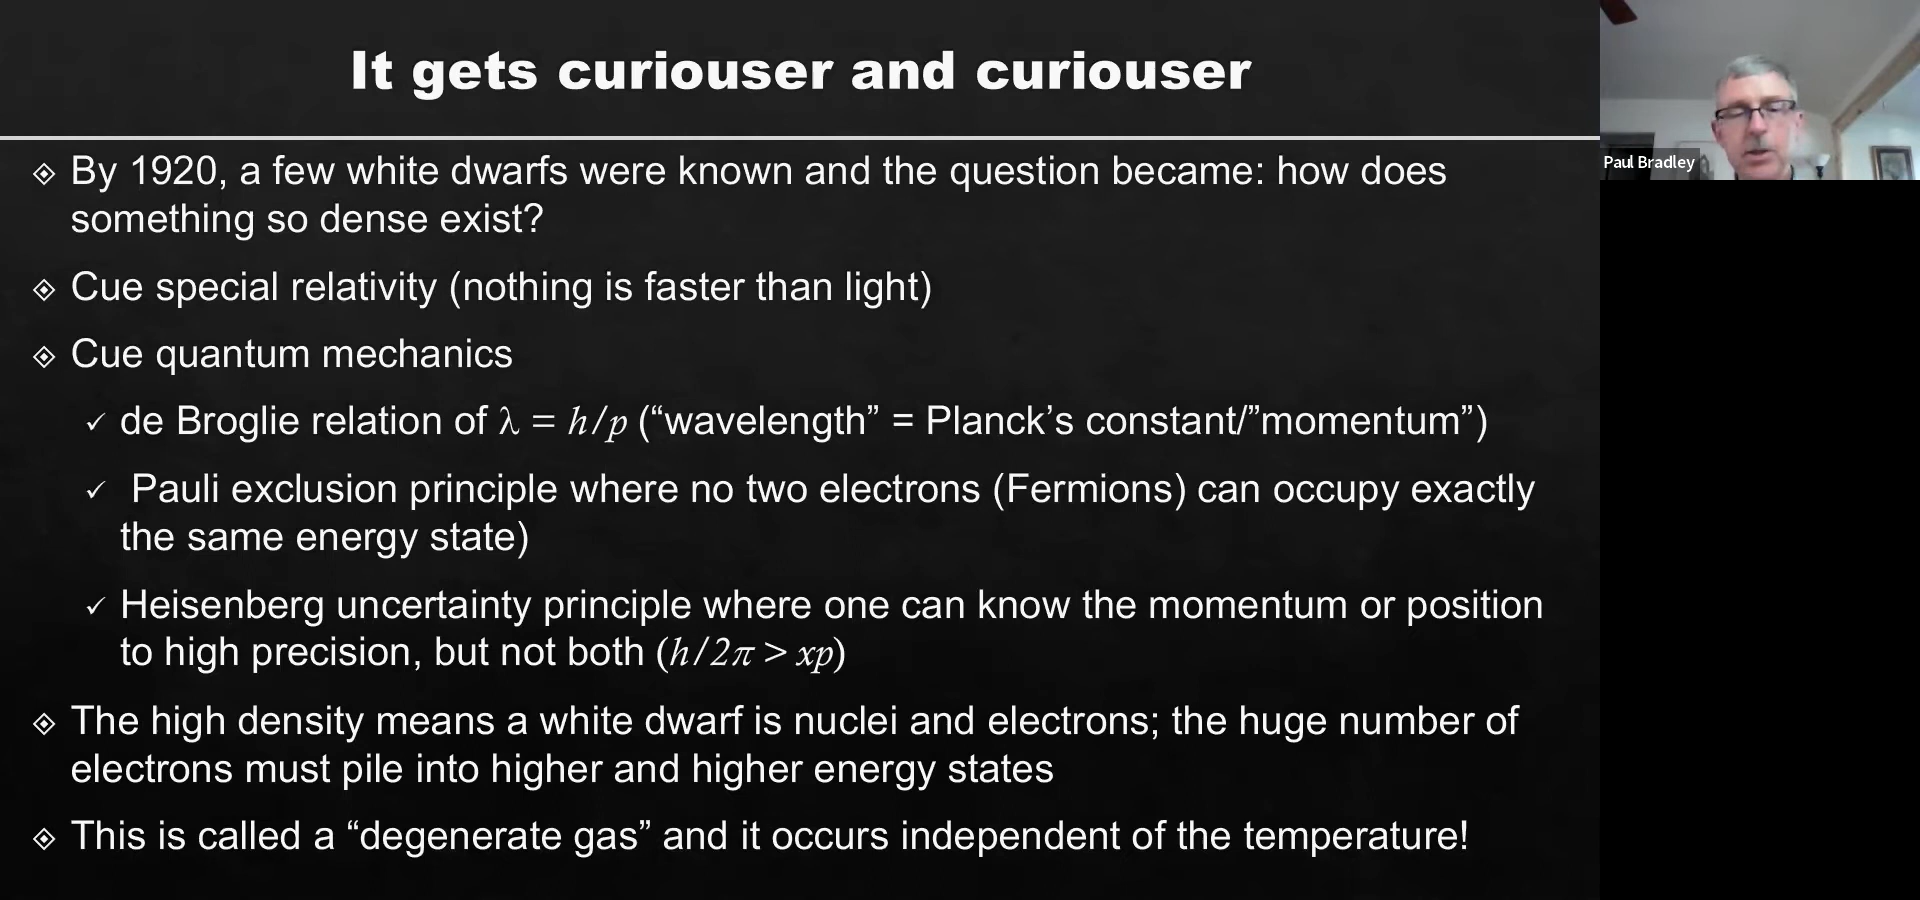 It gets curiouser and curiouser
By 1920, a few white dwarfs were known and the question became: how does
something so dense exist?
Cue special relativity (nothing is faster than light)
Cue quantum mechanics
de Broglie relation of λ = h/p (“wavelength” = Planck’s constant/”momentum”)
Pauli exclusion principle where no two electrons (Fermions) can occupy exactly
the same energy state)
Heisenberg uncertainty principle where one can know the momentum or position
to high precision, but not both (h/2π > xp)
The high density means a white dwarf is nuclei and electrons; the huge number of
electrons must pile into higher and higher energy states
This is called a “degenerate gas” and it occurs independent of the temperature!
Paul Bradley